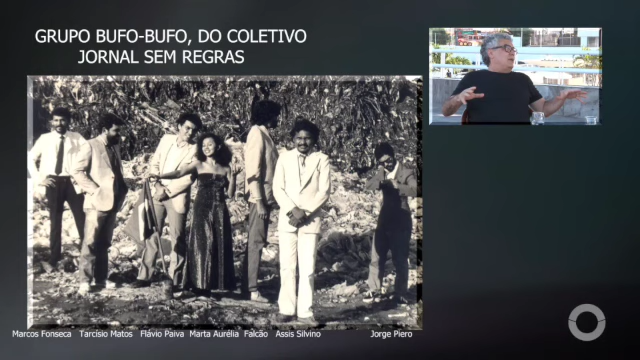 GRUPO BUFO-BUFO, DO COLETIVO
JORNAL SEM REGRAS
Marcos Fonseca Tarcísio Matos Flávio Paiva Marta Aurélia Falcão Assis Silvino Jorge Piero